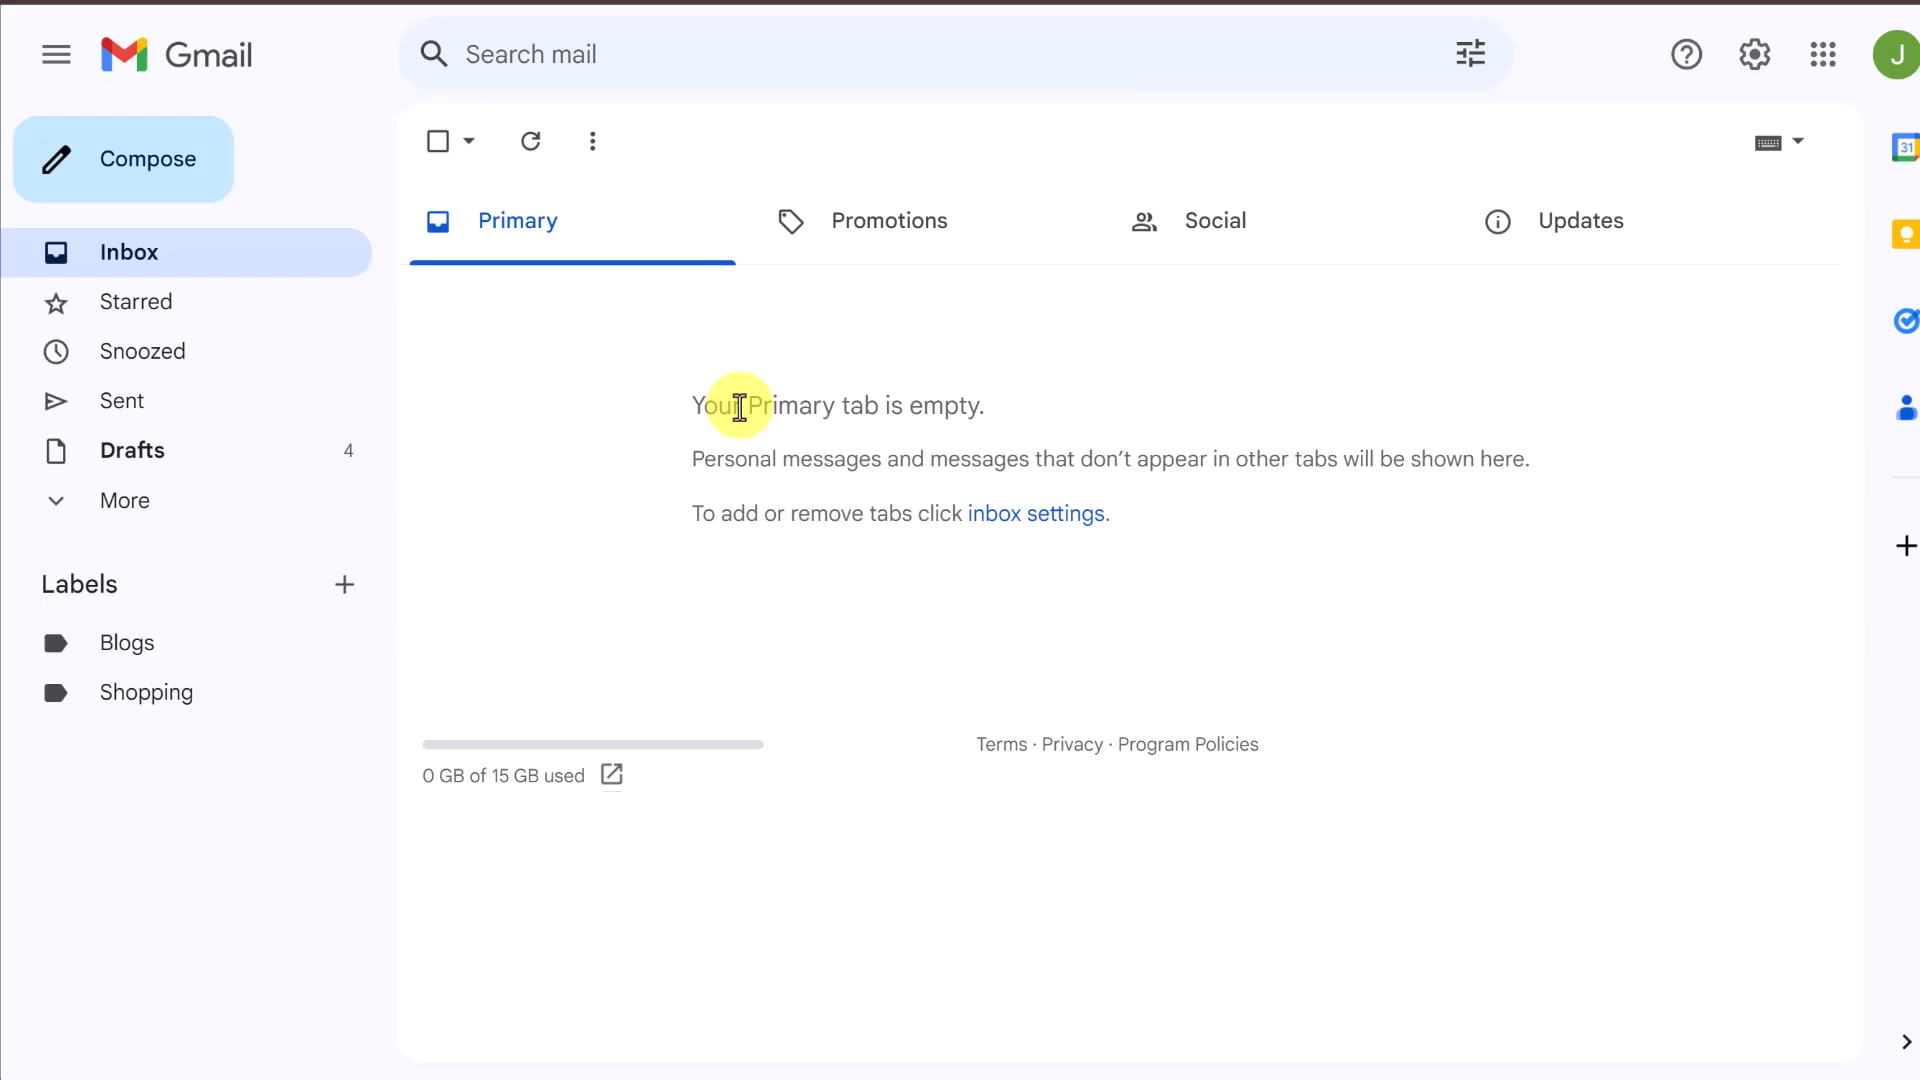 Gmail
Search mail
J
Compose
31
Primary
Promotions
Social
Updates
Inbox
Starred
Snoozed
Sent
Drafts 4
More
Your Primary tab is empty.
Personal messages and messages that don’t appear in other tabs will be shown here.
To add or remove tabs click inbox settings.
Labels
Blogs
Shopping
Terms · Privacy · Program Policies
0 GB of 15 GB used